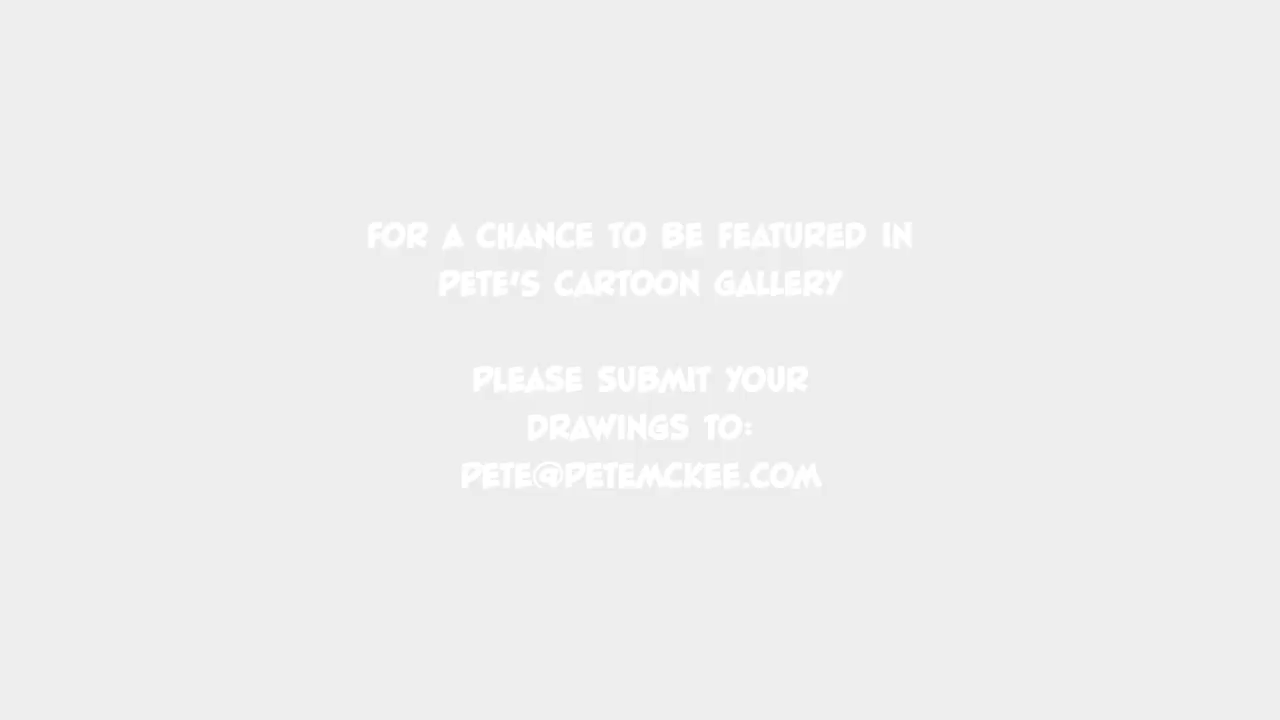 FOR A CHANCE TO BE FEATURED IN
PETE'S CARTOON GALLERY
PLEASE SUBMIT YOUR
DRAWINGS TO:
PETE@PETEMCKEE.COM